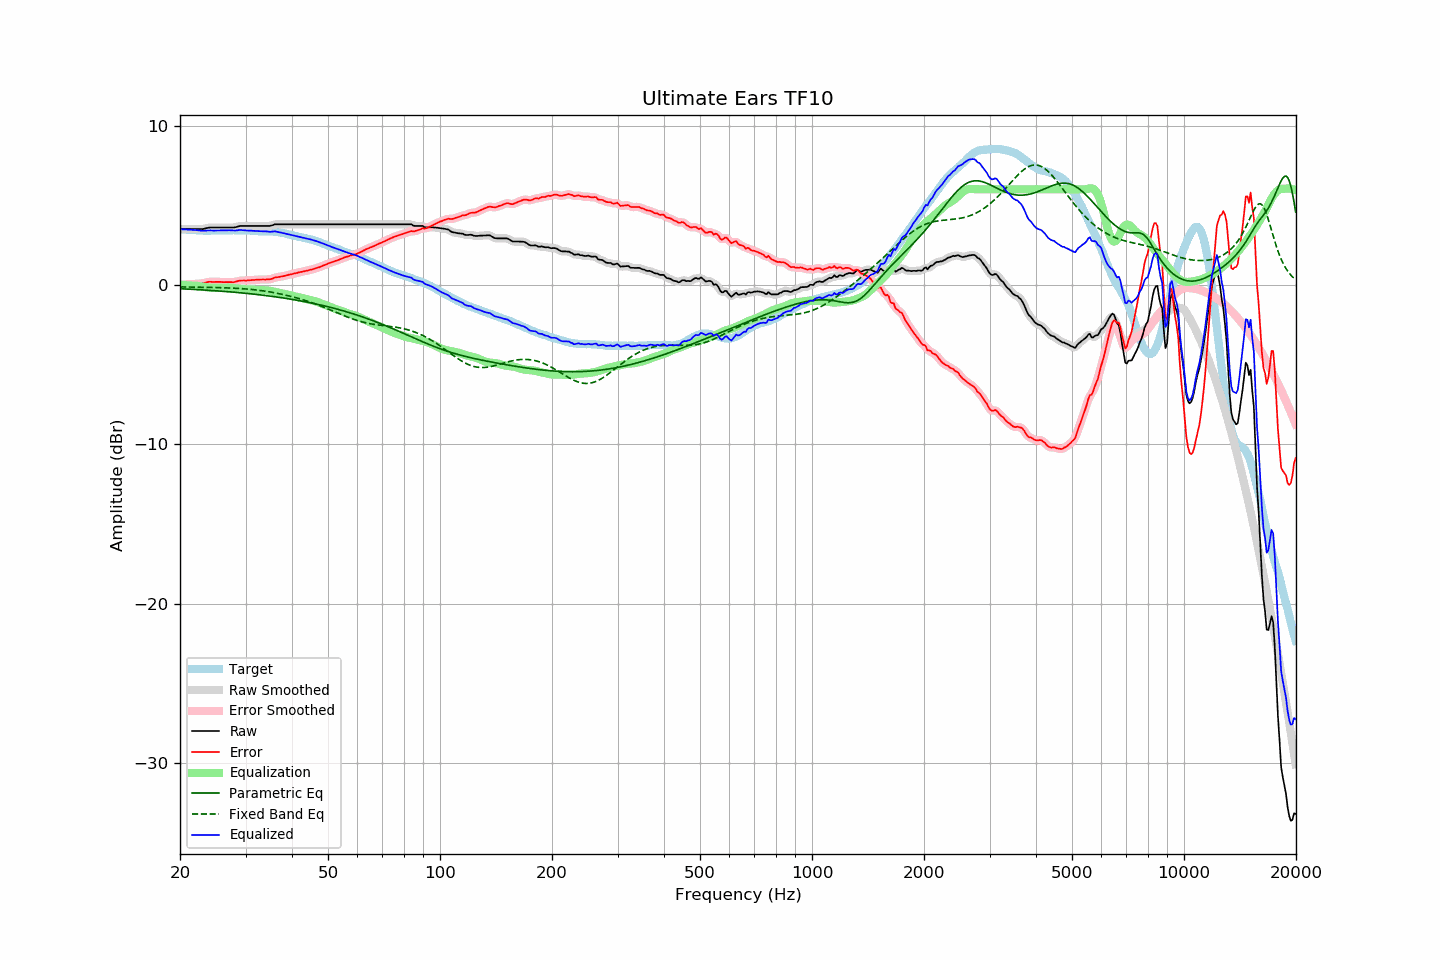 Ultimate Ears TF10
10
0
−10
−20
−30
Amplitude (dBr)
Target
Raw Smoothed
Error Smoothed
Raw
Error
Equalization
Parametric Eq
Fixed Band Eq
Equalized
20 50 100 200 500 1000 2000 5000 10000 20000
Frequency (Hz)